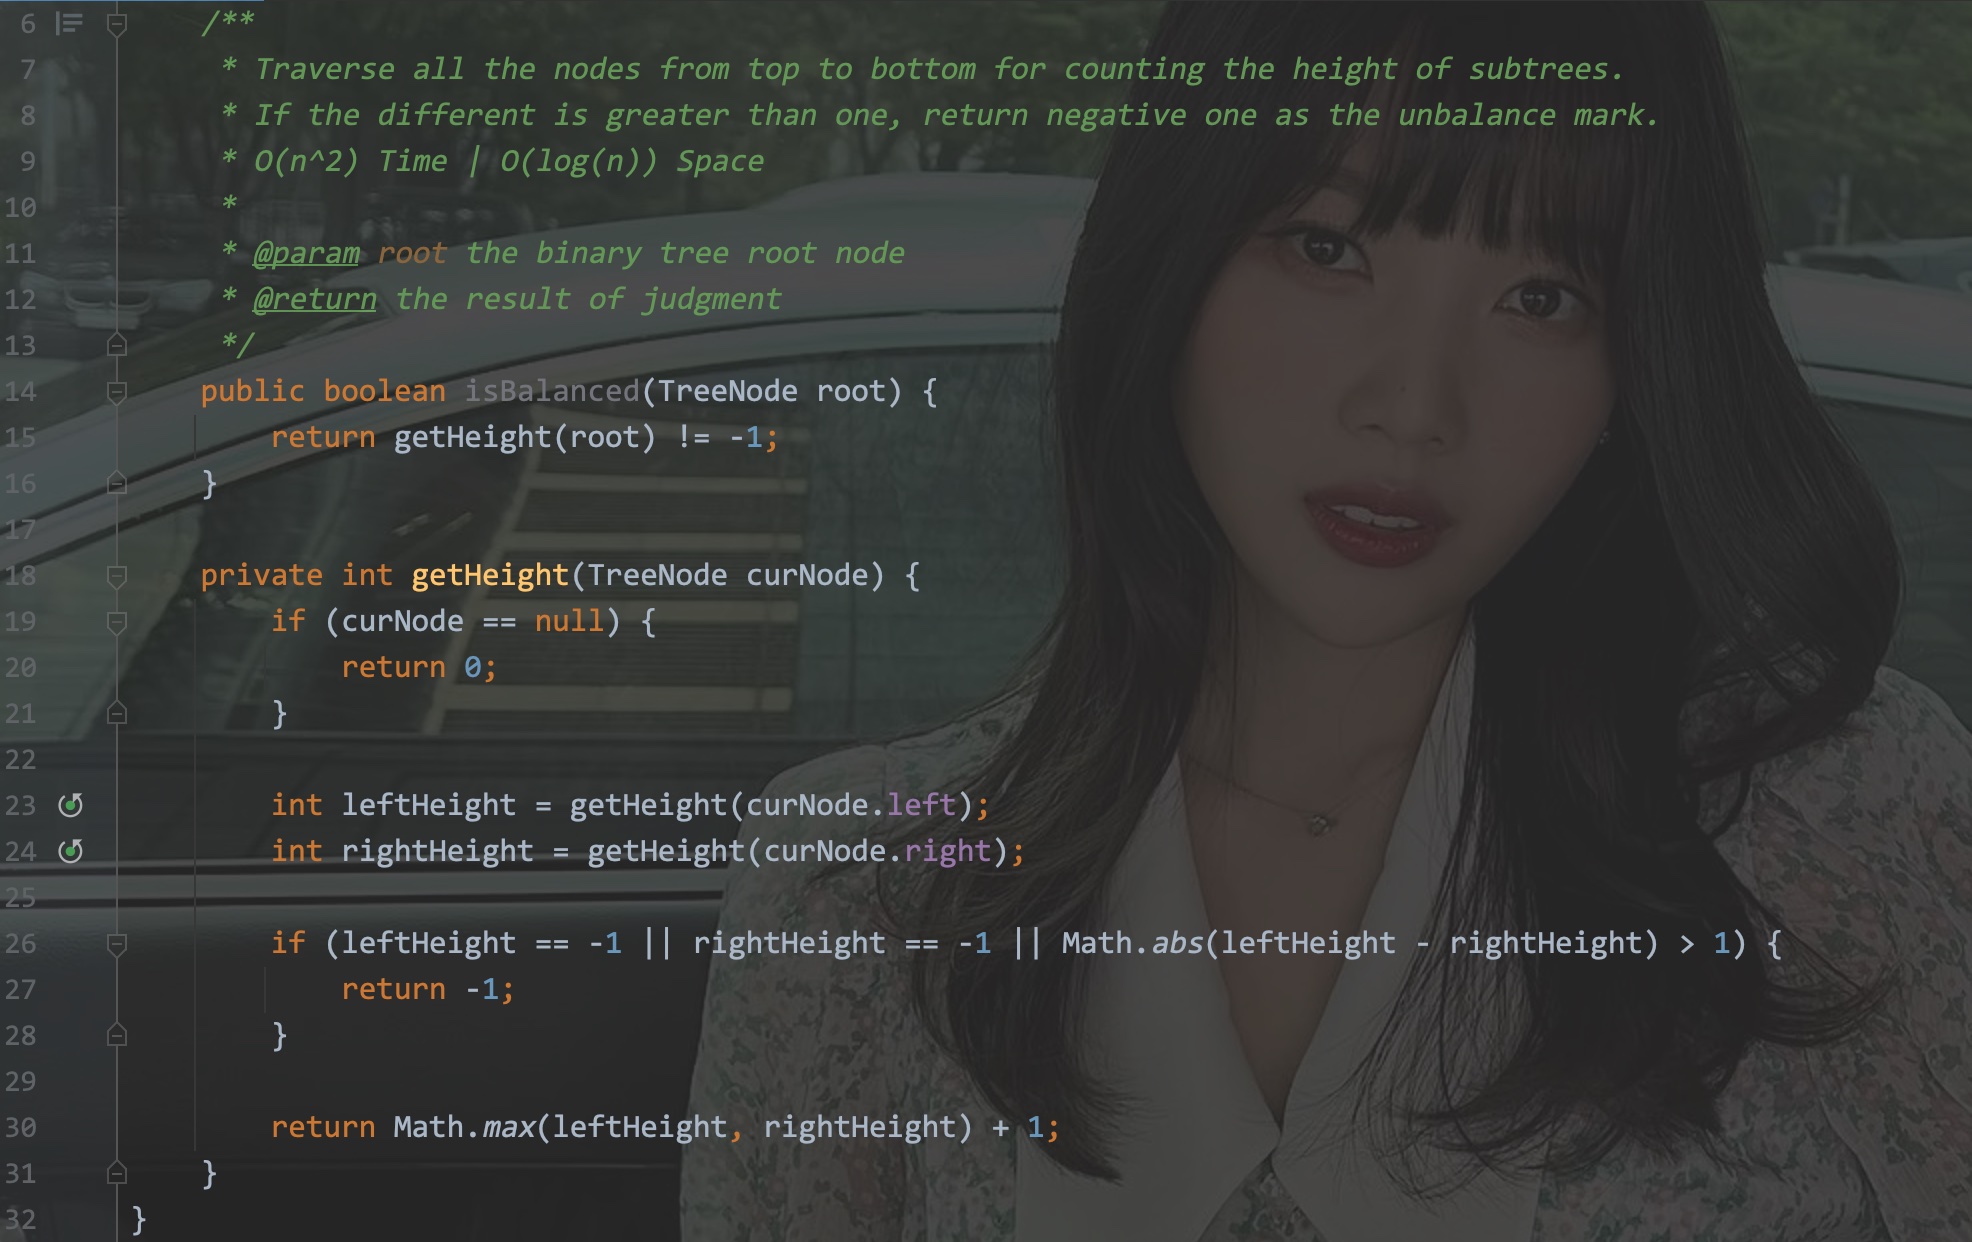 6 /**
7 * Traverse all the nodes from top to bottom for counting the height of subtrees.
8 * If the different is greater than one, return negative one as the unbalance mark.
9 * O(n^2) Time | O(log(n)) Space
10 *
11 * @param root the binary tree root node
12 * @return the result of judgment
13 */
14 public boolean isBalanced(TreeNode root) {
15 return getHeight(root) != -1;
16 }
17
18 private int getHeight(TreeNode curNode) {
19 if (curNode == null) {
20 return 0;
21 }
22
23 int leftHeight = getHeight(curNode.left);
24 int rightHeight = getHeight(curNode.right);
25
26 if (leftHeight == -1 || rightHeight == -1 || Math.abs(leftHeight - rightHeight) > 1) {
27 return -1;
28 }
29
30 return Math.max(leftHeight, rightHeight) + 1;
31 }
32 }